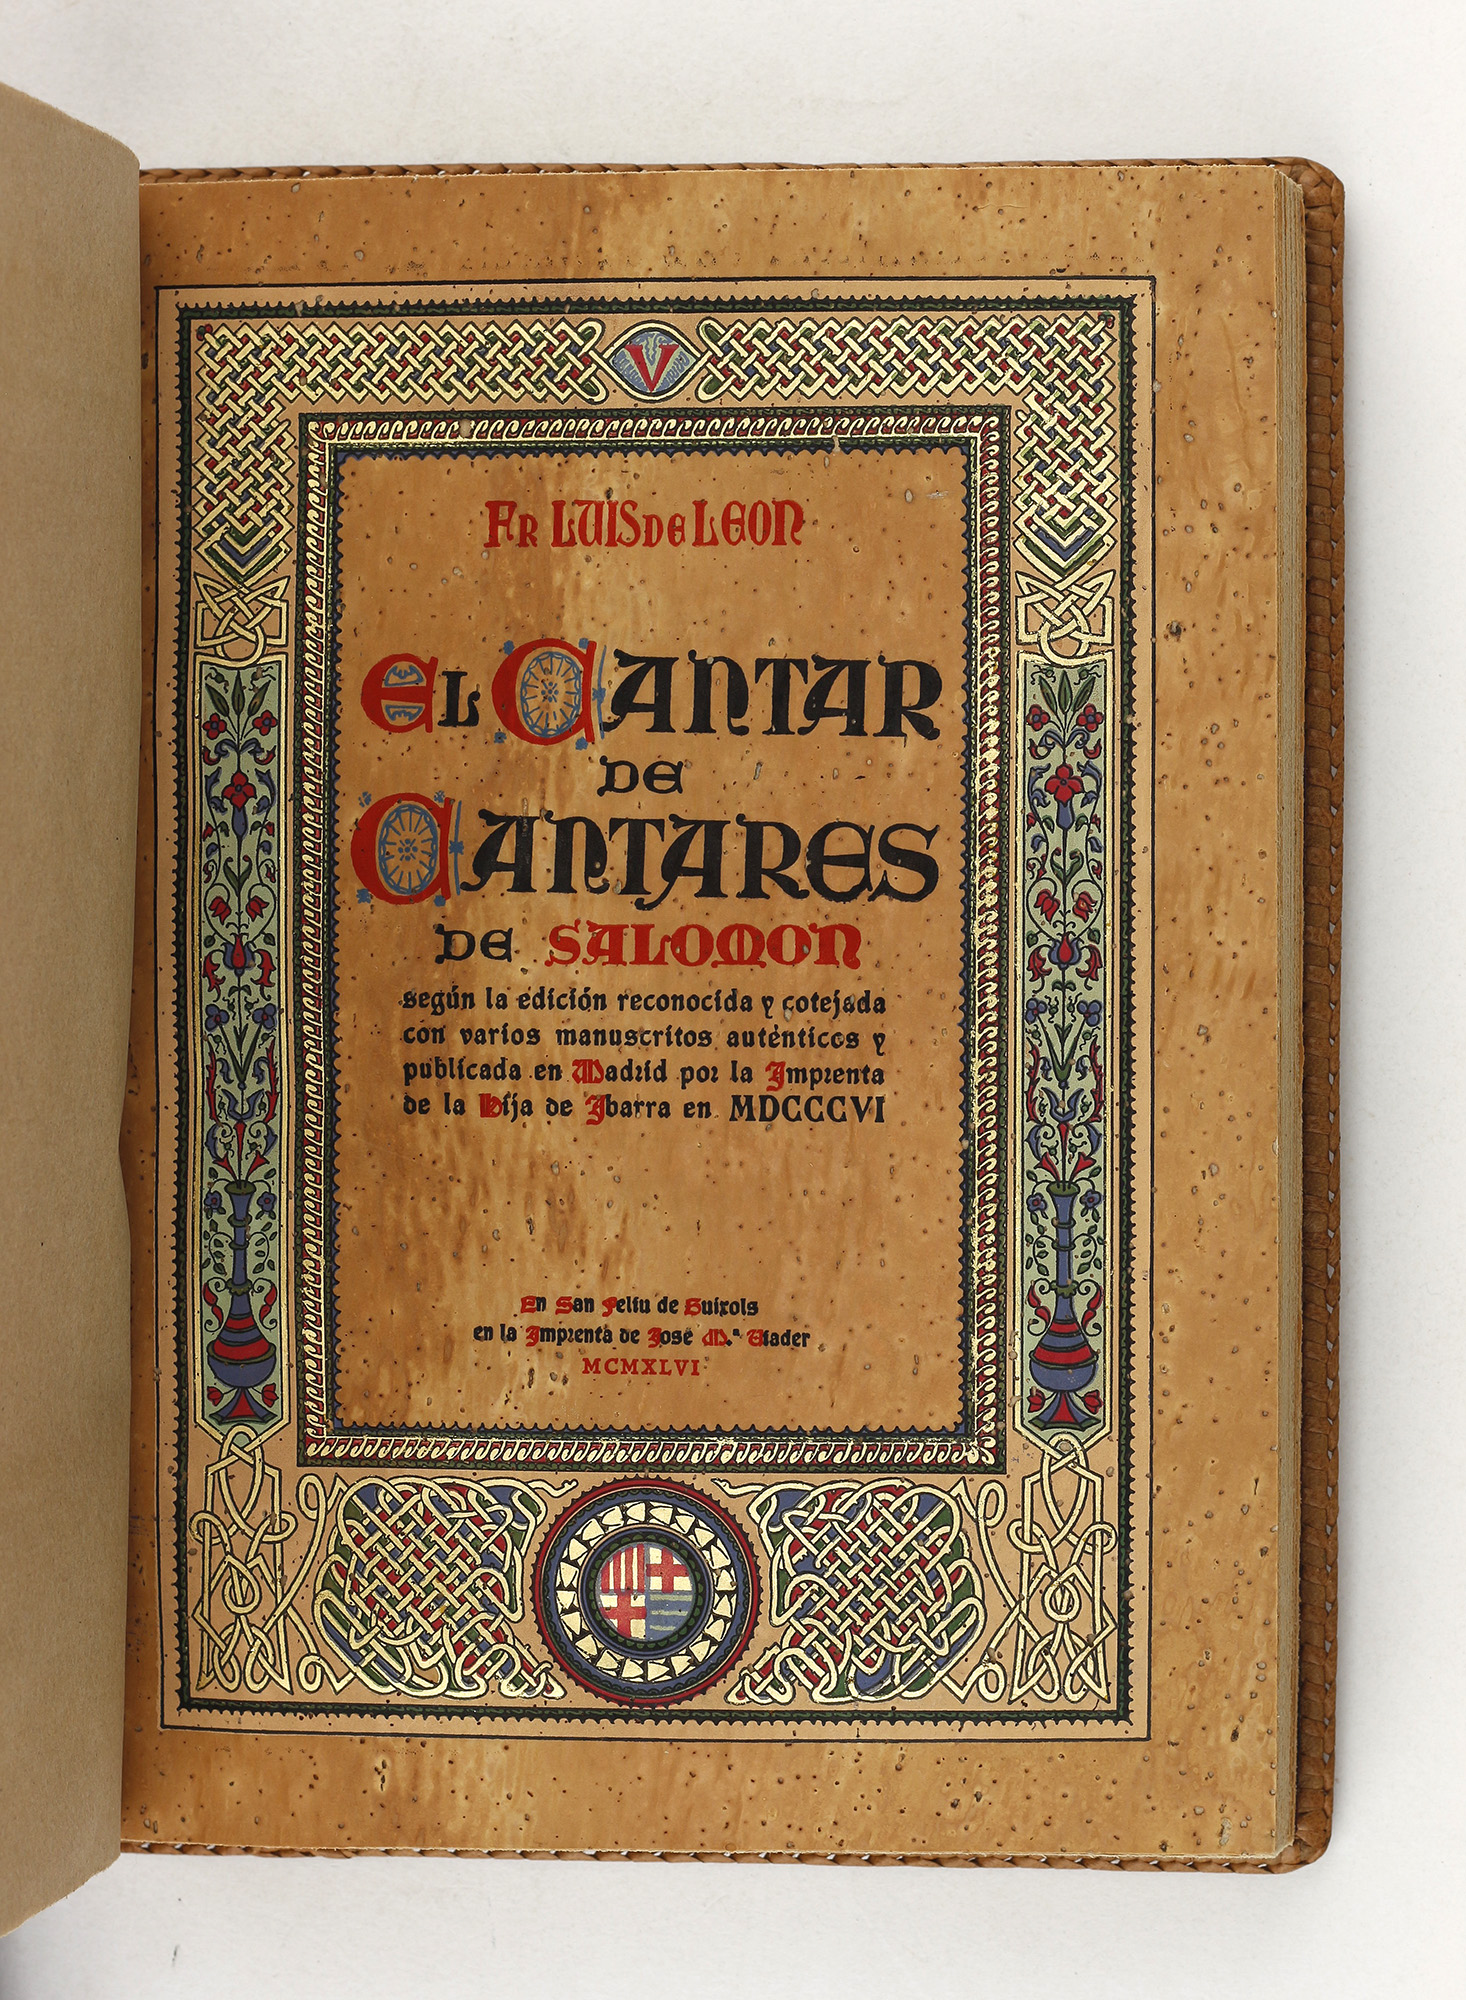 V
FR LUIS DE LEON
EL CANTAR
DE
CANTARES
DE SALOMON
según la edición reconocida y cotejada
con varios manuscritos auténticos y
publicada en Madrid por la Imprenta
de la Hija de Ibarra en MDCCCVI
En San Feliu de Guixols
en la Imprenta de José M.ª Viader
MCMXLVI